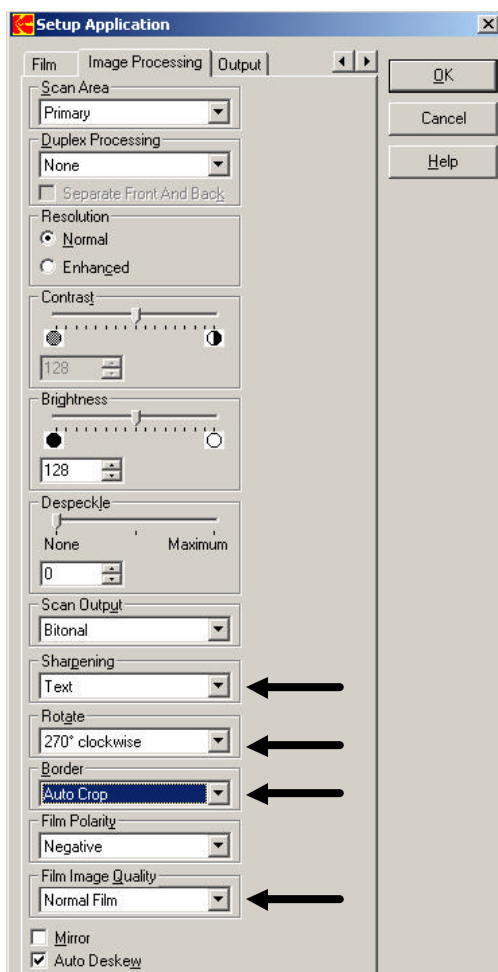 Setup Application
Film
Image Processing
Output
OK
Cancel
Help
Scan Area
Primary
Duplex Processing
None
Separate Front And Back
Resolution
Normal
Enhanced
Contrast
128
Brightness
128
Despeckle
None Maximum
0
Scan Output
Bitonal
Sharpening
Text
Rotate
270° clockwise
Border
Auto Crop
Film Polarity
Negative
Film Image Quality
Normal Film
Mirror
Auto Deskew